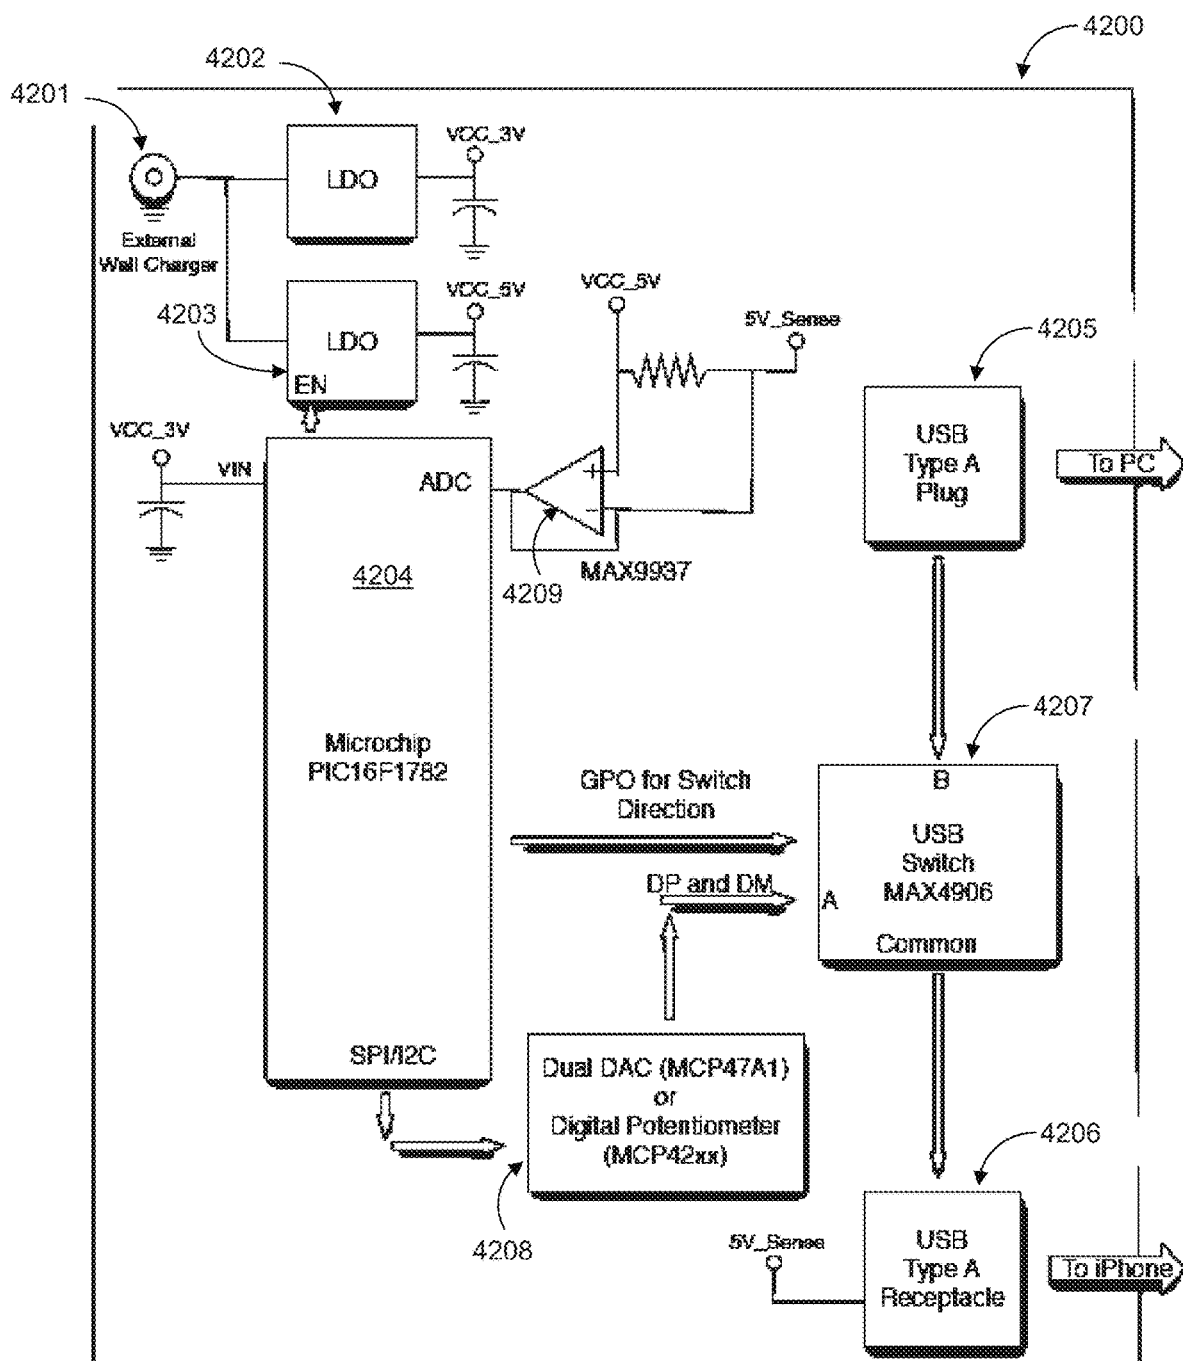 4200
4202
4201
VCC_3V
LDO
External
Wall Charger
VCC_5V
VCC_5V
4203
LDO
5V_Sense
4205
EN
VCC_3V
VIN
ADC
USB
Type A
Plug
To PC
4204
MAX9937
4209
4207
Microchip
PIC16F1782
GPO for Switch
Direction
B
USB
Switch
MAX4906
DP and DM
A
Common
SPI/I2C
Dual DAC (MCP47A1)
or
Digital Potentiometer
(MCP42xx)
4206
4208
5V_Sense
USB
Type A
Receptacle
To iPhone